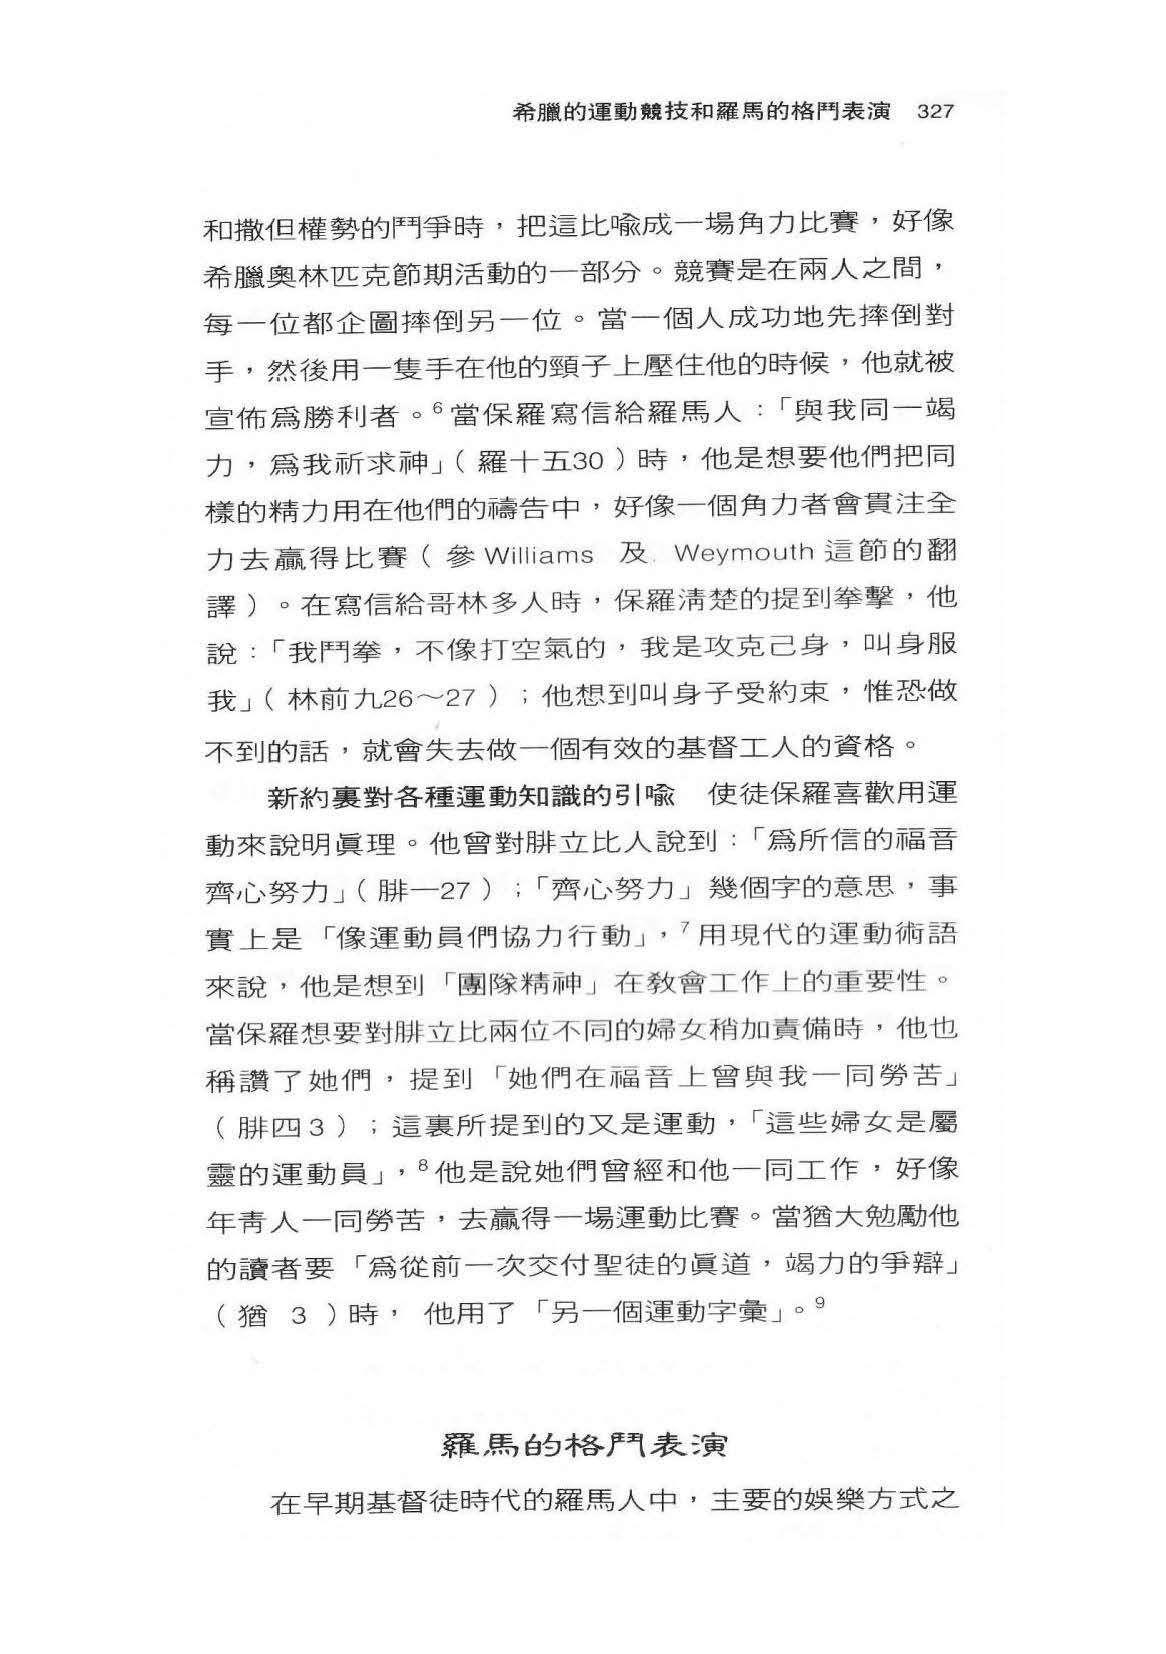 希臘的運動競技和羅馬的格鬥表演 327
和撒但權勢的鬥爭時，把這比喻成一場角力比賽，好像
希臘奧林匹克節期活動的一部分。競賽是在兩人之間，
每一位都企圖摔倒另一位。當一個人成功地先摔倒對
手，然後用一隻手在他的頸子上壓住他的時候，他就被
宣佈爲勝利者。⁶當保羅寫信給羅馬人：「與我同一竭
力，爲我祈求神」（羅十五30）時，他是想要他們把同
樣的精力用在他們的禱告中，好像一個角力者會貫注全
力去贏得比賽（參 Williams 及 Weymouth 這節的翻
譯）。在寫信給哥林多人時，保羅清楚的提到拳擊，他
說：「我鬥拳，不像打空氣的，我是攻克己身，叫身服
我」（林前九26～27）；他想到叫身子受約束，惟恐做
不到的話，就會失去做一個有效的基督工人的資格。
新約裏對各種運動知識的引喻 使徒保羅喜歡用運
動來說明眞理。他曾對腓立比人說到：「爲所信的福音
齊心努力」（腓一27）；「齊心努力」幾個字的意思，事
實上是「像運動員們協力行動」，⁷用現代的運動術語
來說，他是想到「團隊精神」在教會工作上的重要性。
當保羅想要對腓立比兩位不同的婦女稍加責備時，他也
稱讚了她們，提到「她們在福音上曾與我一同勞苦」
（腓四3）；這裏所提到的又是運動，「這些婦女是屬
靈的運動員」，⁸他是說她們曾經和他一同工作，好像
年青人一同勞苦，去贏得一場運動比賽。當猶大勉勵他
的讀者要「爲從前一次交付聖徒的眞道，竭力的爭辯」
（猶 3）時， 他用了「另一個運動字彙」。⁹
羅馬的格鬥表演
在早期基督徒時代的羅馬人中，主要的娛樂方式之